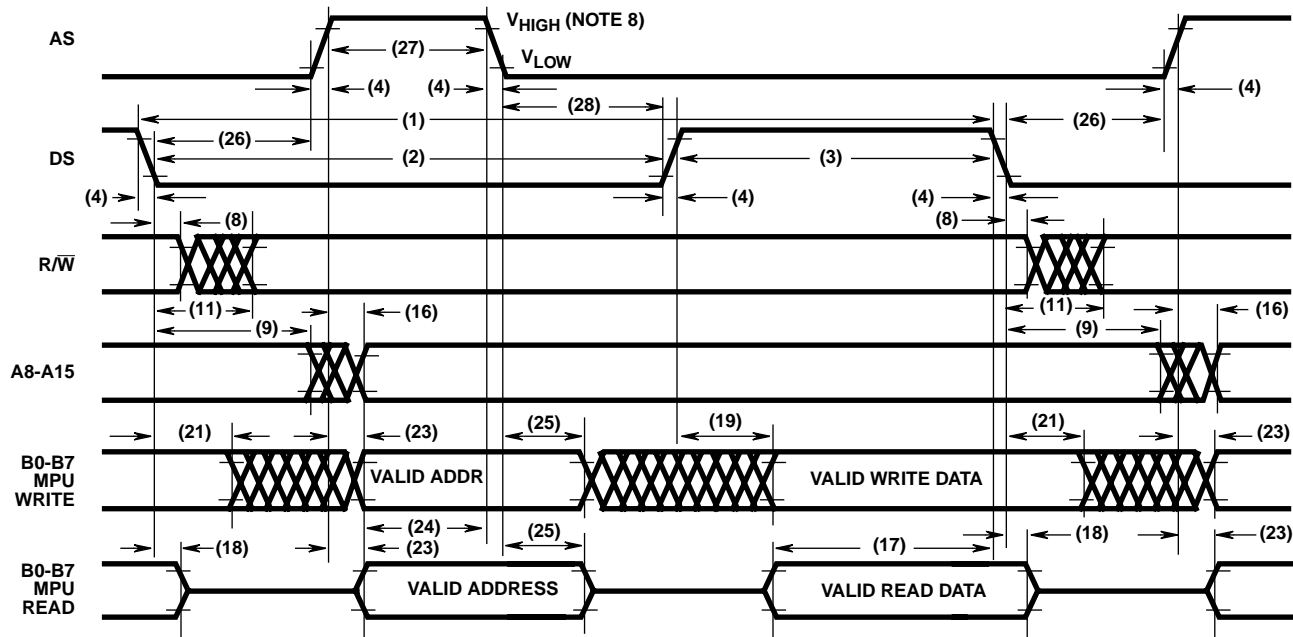 AS
V_HIGH (NOTE 8)
(27)
V_LOW
(4) (4) (4)
(28)
(1)
(26) (26)
DS
(2) (3)
(4) (4) (4)
(8) (8)
R/W̅
(11) (16) (11) (16)
(9) (9)
A8-A15
(21) (23) (25) (19) (21) (23)
B0-B7
MPU
WRITE
VALID ADDR VALID WRITE DATA
(24)
(18) (23) (25) (17) (18) (23)
B0-B7
MPU
READ
VALID ADDRESS VALID READ DATA